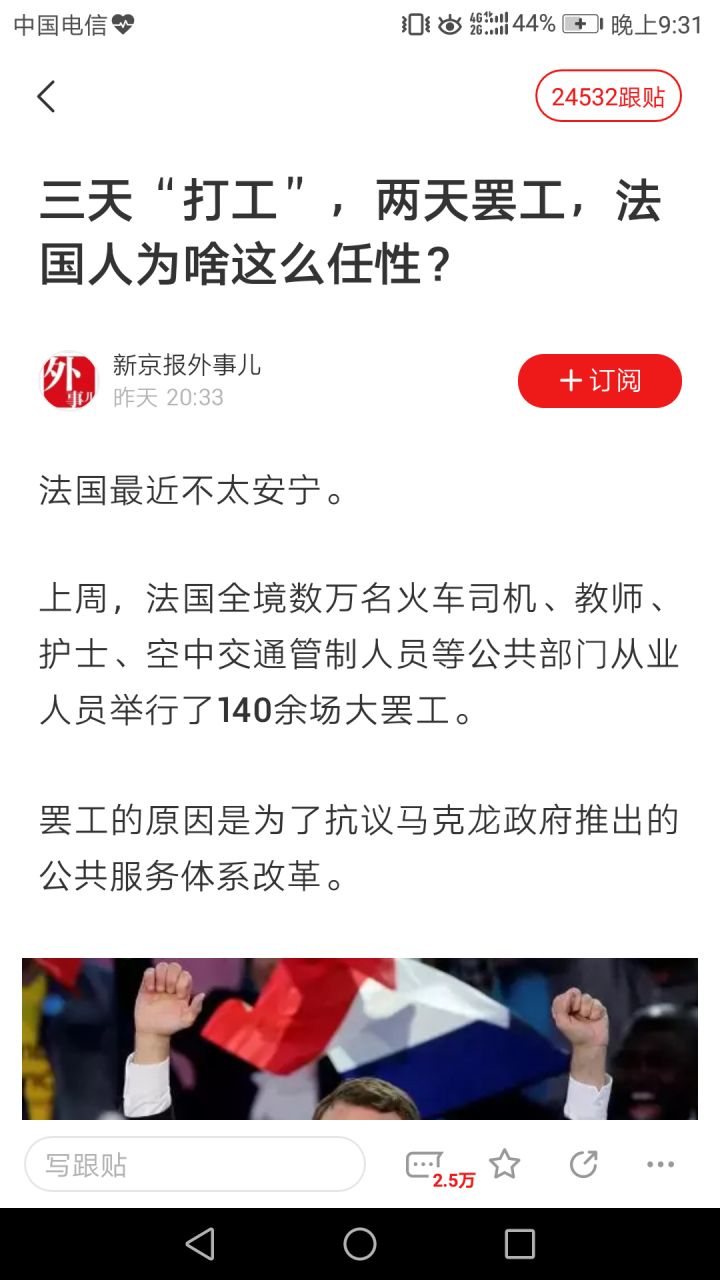 中国电信
4G 2G 44% 晚上9:31
24532跟贴
三天“打工”，两天罢工，法
国人为啥这么任性？
外
事儿
新京报外事儿
昨天 20:33
＋订阅
法国最近不太安宁。
上周，法国全境数万名火车司机、教师、
护士、空中交通管制人员等公共部门从业
人员举行了140余场大罢工。
罢工的原因是为了抗议马克龙政府推出的
公共服务体系改革。
写跟贴
2.5万